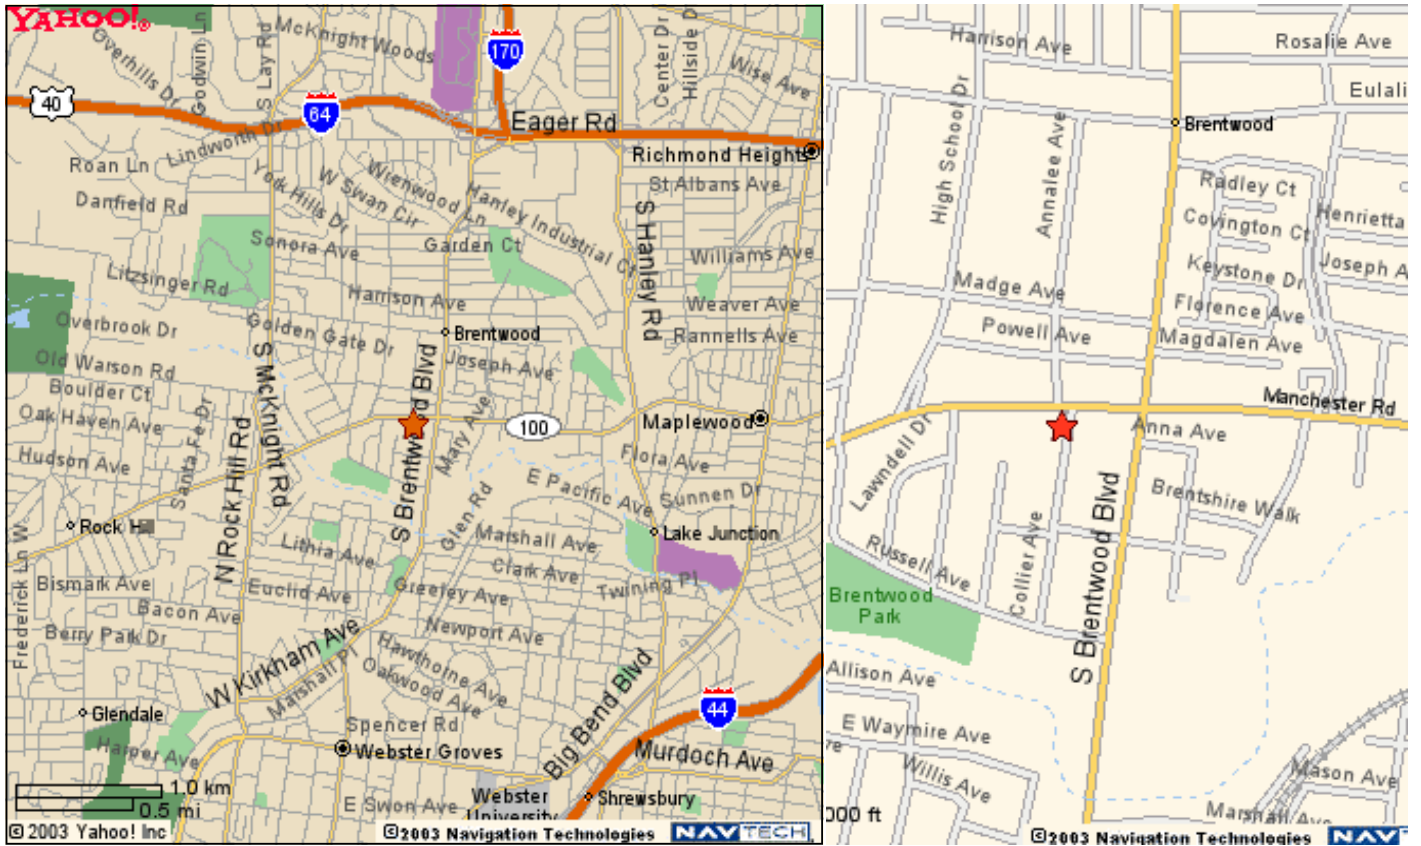 YAHOO!®
McKnight Woods
Overhills Dr
Godwin Ln
S Lay Rd
170
Center Dr
Hillside D
Wise Ave
40
64
Eager Rd
Lindworth Dr
Richmond Heights
Roan Ln
York Hills Dr
W Swan Cir
Wrenwood Ln
Hanley Industrial Ct
St Albans Ave
Danfield Rd
S Hanley Rd
Sonora Ave
Garden Ct
Williams Ave
Litzsinger Rd
Harrison Ave
Weaver Ave
Overbrook Dr
Golden Gate Dr
Brentwood
Rannells Ave
Old Warson Rd
Joseph Ave
Boulder Ct
S McKnight Rd
S Brentwood Blvd
Oak Haven Ave
Santa Fe Dr
Mary Ave
100
Maplewood
Hudson Ave
Flora Ave
N Rock Hill Rd
E Pacific Ave
Sunnen Dr
Rock H
Glen Rd
Marshall Ave
Lake Junction
Frederick Ln W
Lithia Ave
Clark Ave
Bismark Ave
Euclid Ave
Greeley Ave
Twining Pl
Bacon Ave
Berry Park Dr
Newport Ave
W Kirkham Ave
Hawthorne Ave
Marshall Pl
Oakwood Ave
Big Bend Blvd
44
Glendale
Spencer Rd
Harper Ave
Webster Groves
Murdoch Ave
1.0 km
0.5 mi
E Swon Ave
Webster
University
Shrewsbury
©2003 Yahoo! Inc
©2003 Navigation Technologies NAVTECH
Harrison Ave
Rosalie Ave
High School Dr
Eulali
Annalee Ave
Brentwood
Radley Ct
Covington Ct
Henrietta
Keystone Dr
Joseph A
Madge Ave
Florence Ave
Powell Ave
Magdalen Ave
Manchester Rd
Lawndell Dr
Anna Ave
S Brentwood Blvd
Brentshire Walk
Russell Ave
Collier Ave
Brentwood
Park
Allison Ave
E Waymire Ave
re
Willis Ave
Mason Ave
Marshall Ave
000 ft
©2003 Navigation Technologies NAVT